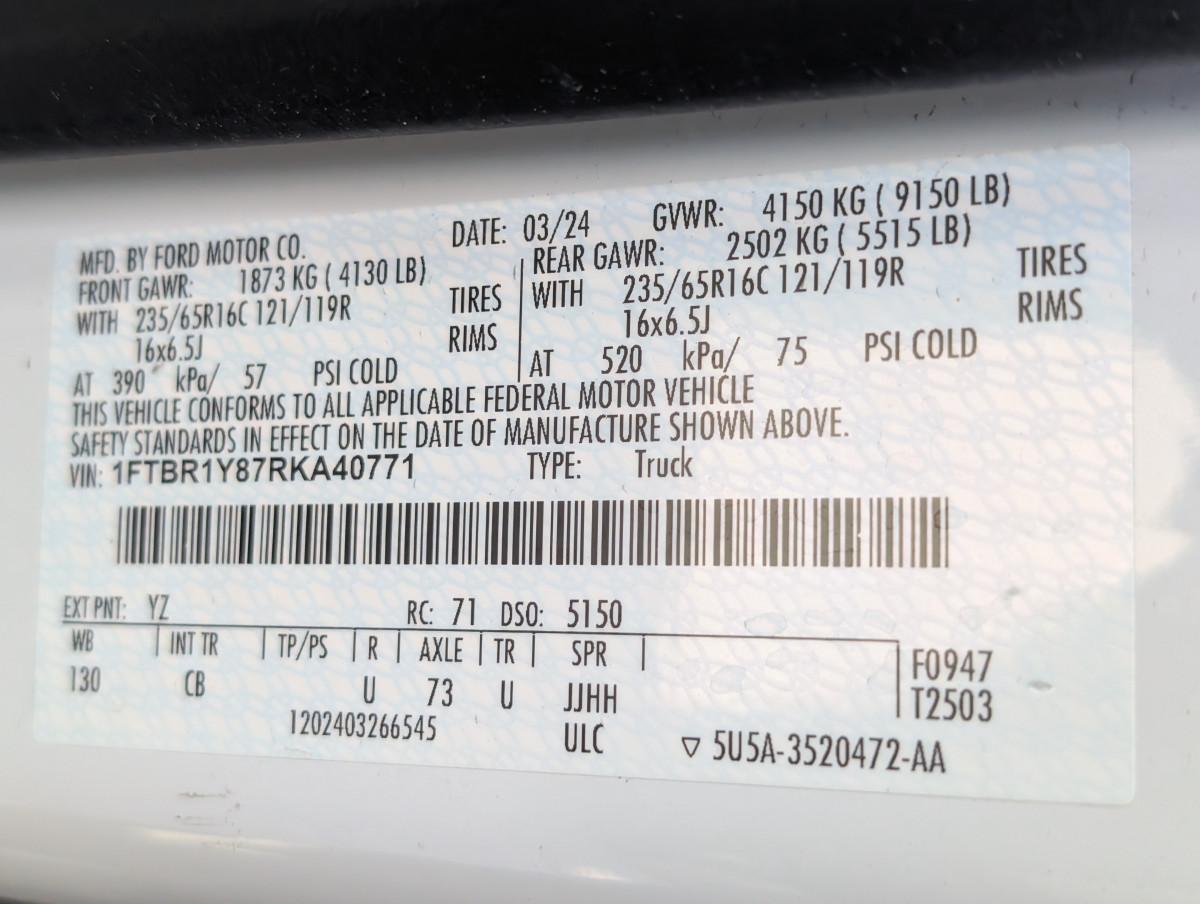 MFD. BY FORD MOTOR CO. DATE: 03/24 GVWR: 4150 KG ( 9150 LB)
FRONT GAWR: 1873 KG ( 4130 LB) REAR GAWR: 2502 KG ( 5515 LB)
WITH 235/65R16C 121/119R TIRES WITH 235/65R16C 121/119R TIRES
16x6.5J RIMS 16x6.5J RIMS
AT 390 kPa/ 57 PSI COLD AT 520 kPa/ 75 PSI COLD
THIS VEHICLE CONFORMS TO ALL APPLICABLE FEDERAL MOTOR VEHICLE
SAFETY STANDARDS IN EFFECT ON THE DATE OF MANUFACTURE SHOWN ABOVE.
VIN: 1FTBR1Y87RKA40771 TYPE: Truck
EXT PNT: YZ RC: 71 DSO: 5150
WB INT TR TP/PS R AXLE TR SPR F0947
130 CB U 73 U JJHH T2503
1202403266545 ULC ▽ 5U5A-3520472-AA